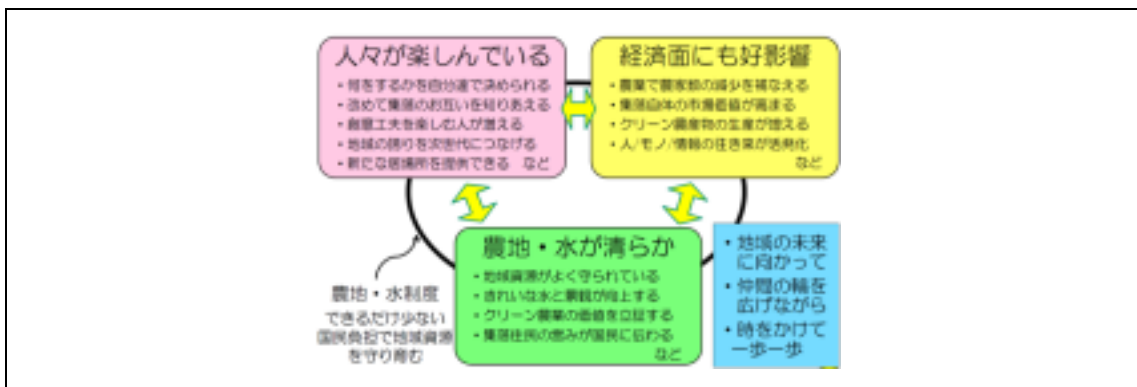 人々が楽しんでいる
・何をするかを自分達で決められる
・改めて集落のお互いを知りあえる
・創意工夫を楽しむ人が増える
・地域の誇りを次世代につなげる
・新たな居場所を提供できる など
経済面にも好影響
・農業で農家部の減少を補なえる
・集落自体の市場価値が高まる
・クリーン農産物の生産が増える
・人/モノ/情報の往き来が活発化
など
農地・水が清らか
・地域資源がよく守られている
・きれいな水と景観が向上する
・クリーン農業の価値を立証する
・集落住民の恵みが国民に伝わる
など
農地・水制度
できるだけ少ない
国民負担で地域資源
を守り育む
・地域の未来
に向かって
・仲間の輪を
広げながら
・時をかけて
一歩一歩